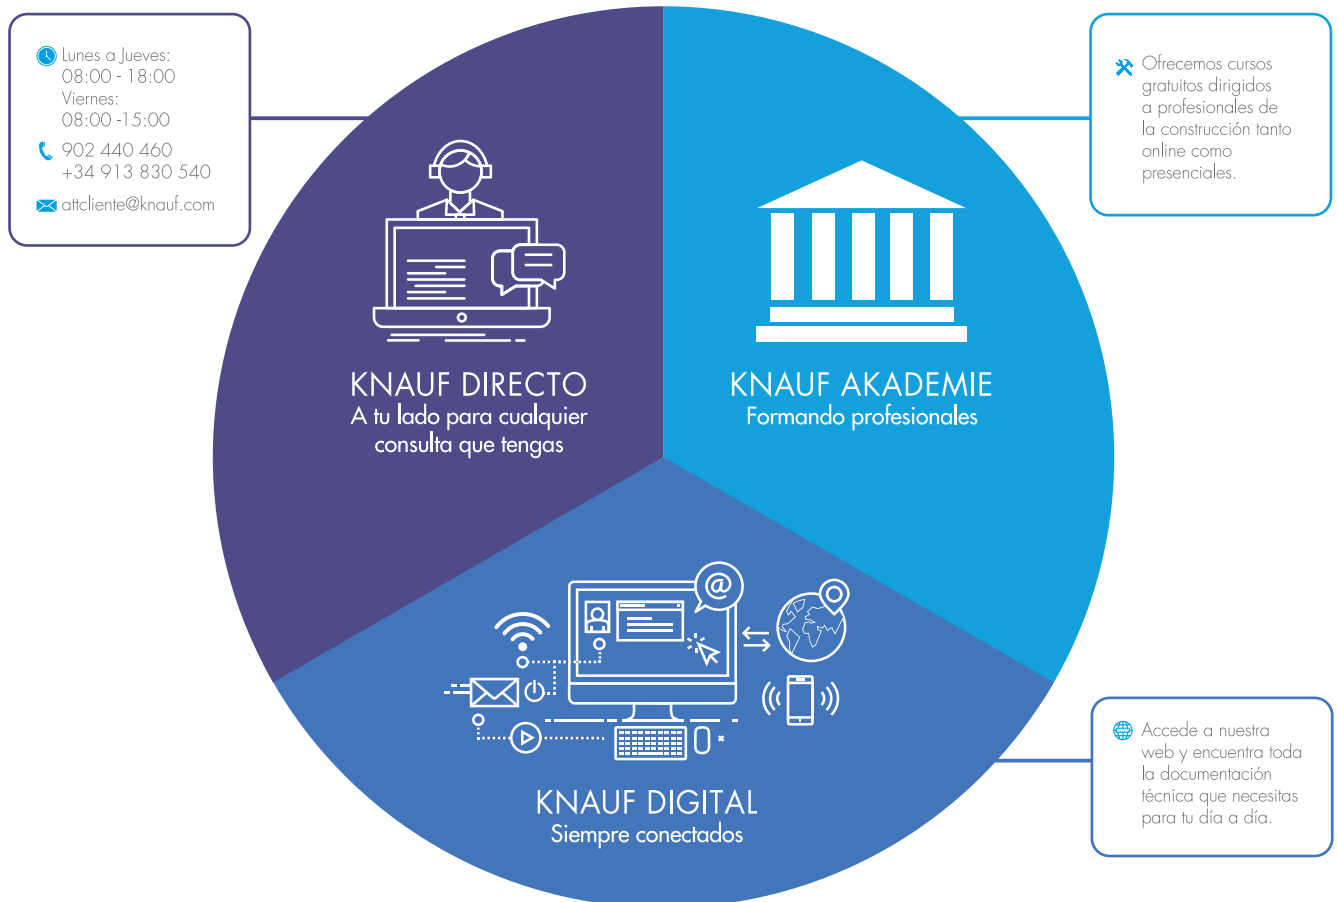 Lunes a Jueves:
08:00 - 18:00
Viernes:
08:00 -15:00
902 440 460
+34 913 830 540
attcliente@knauf.com
Ofrecemos cursos
gratuitos dirigidos
a profesionales de
la construcción tanto
online como
presenciales.
KNAUF DIRECTO
A tu lado para cualquier
consulta que tengas
KNAUF AKADEMIE
Formando profesionales
@
KNAUF DIGITAL
Siempre conectados
Accede a nuestra
web y encuentra toda
la documentación
técnica que necesitas
para tu día a día.